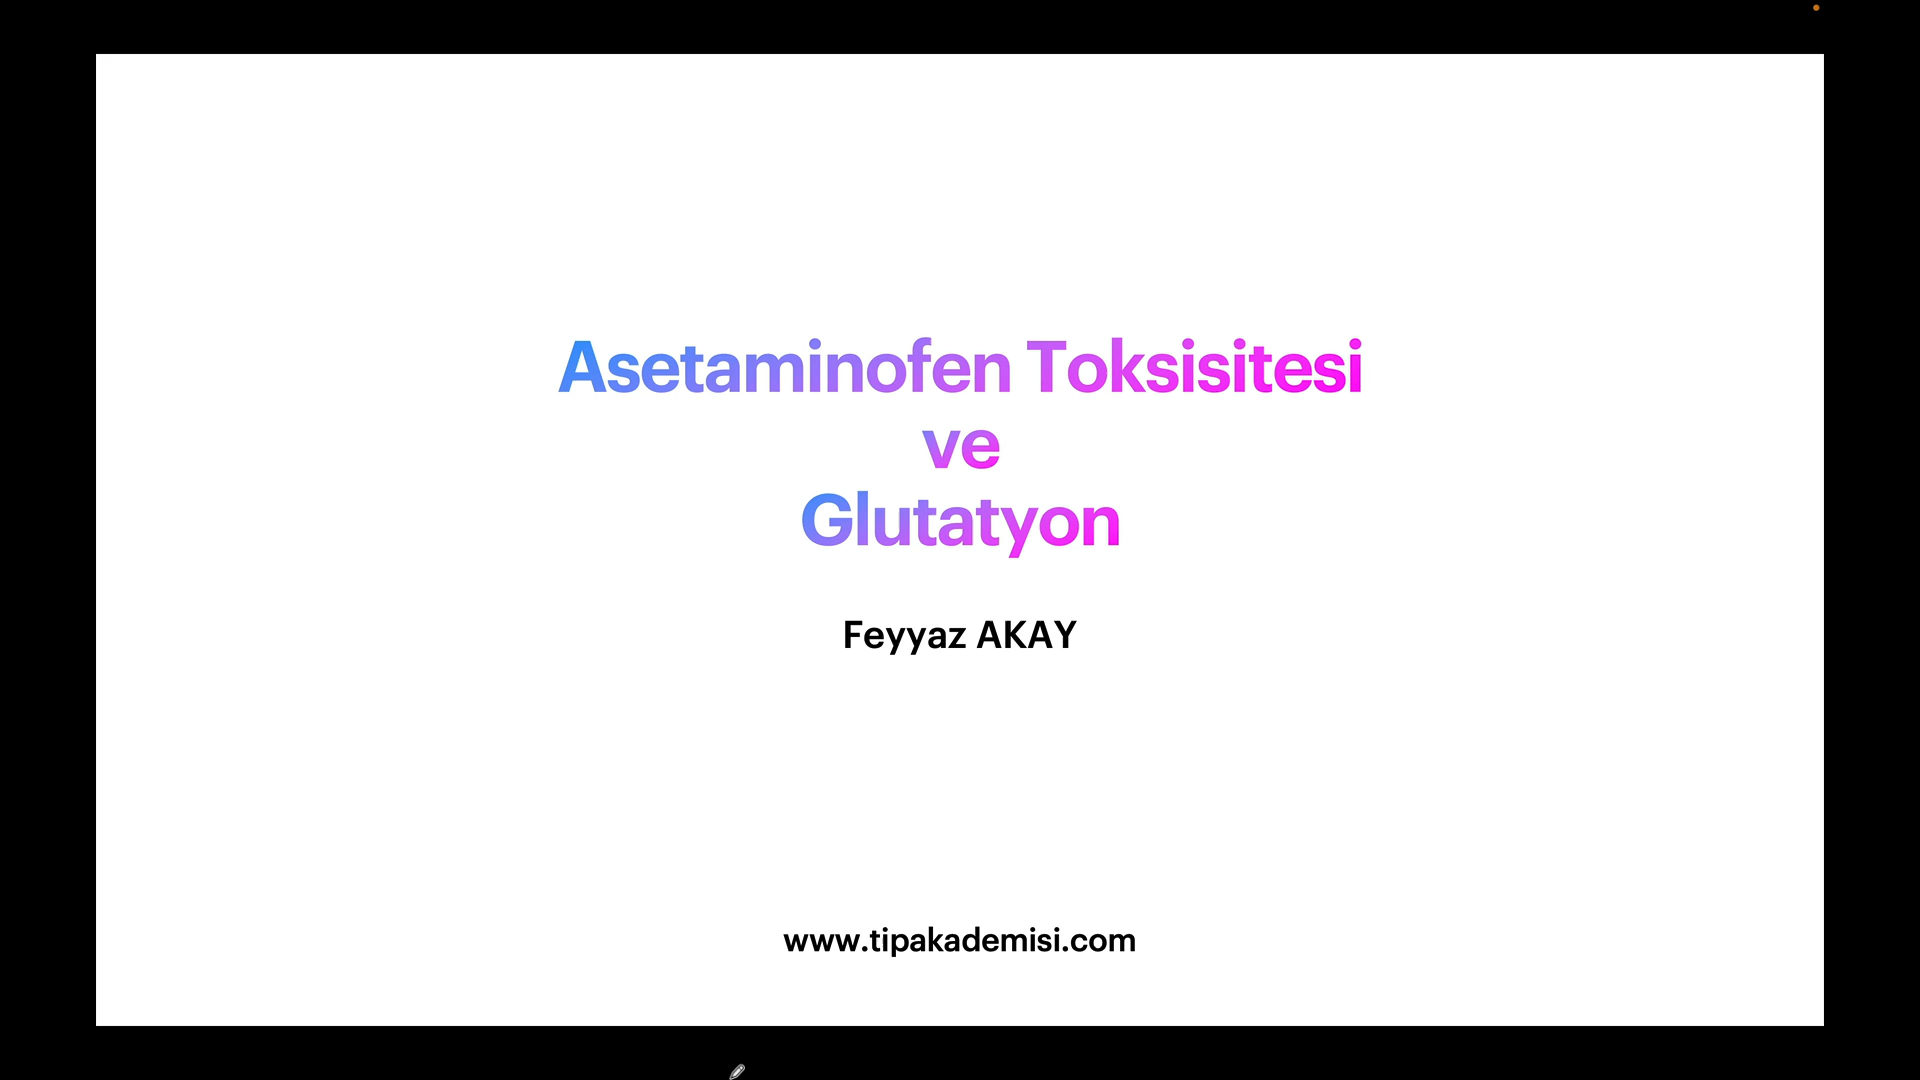 Asetaminofen Toksisitesi
ve
Glutatyon
Feyyaz AKAY
www.tipakademisi.com